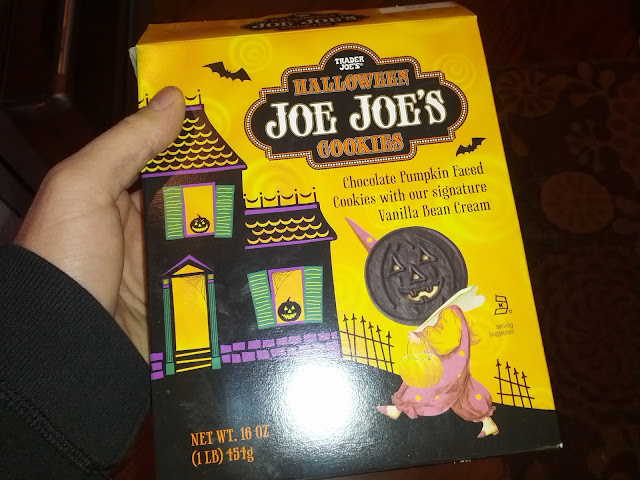 TRADER
JOE'S
HALLOWEEN
JOE JOE'S
COOKIES
Chocolate Pumpkin Faced
Cookies with our signature
Vanilla Bean Cream
K
D
Serving
Suggestion
NET WT. 16 OZ
(1 LB) 454g